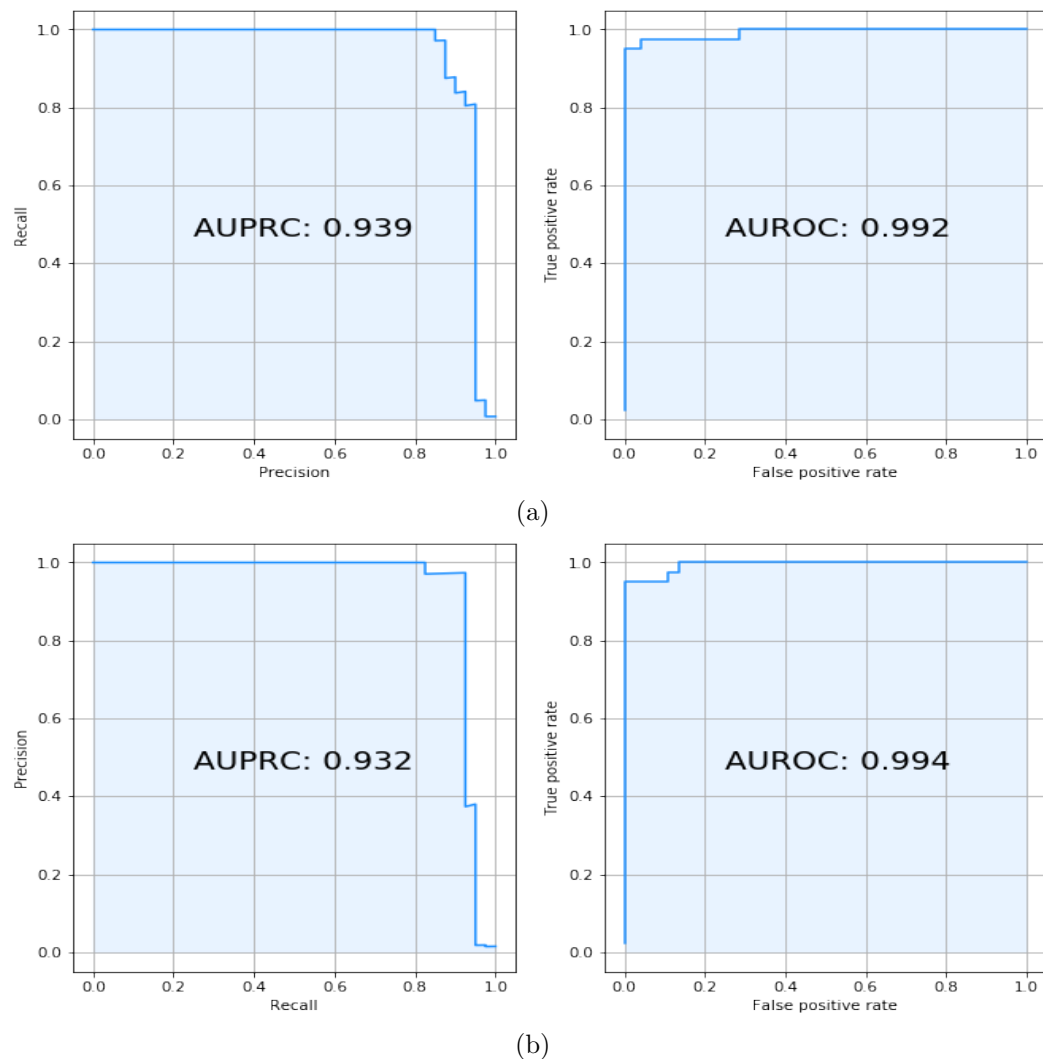 1.0
0.8
0.6
0.4
0.2
0.0
Recall
AUPRC: 0.939
0.0 0.2 0.4 0.6 0.8 1.0
Precision
1.0
0.8
0.6
0.4
0.2
0.0
True positive rate
AUROC: 0.992
0.0 0.2 0.4 0.6 0.8 1.0
False positive rate
(a)
1.0
0.8
0.6
0.4
0.2
0.0
Precision
AUPRC: 0.932
0.0 0.2 0.4 0.6 0.8 1.0
Recall
1.0
0.8
0.6
0.4
0.2
0.0
True positive rate
AUROC: 0.994
0.0 0.2 0.4 0.6 0.8 1.0
False positive rate
(b)